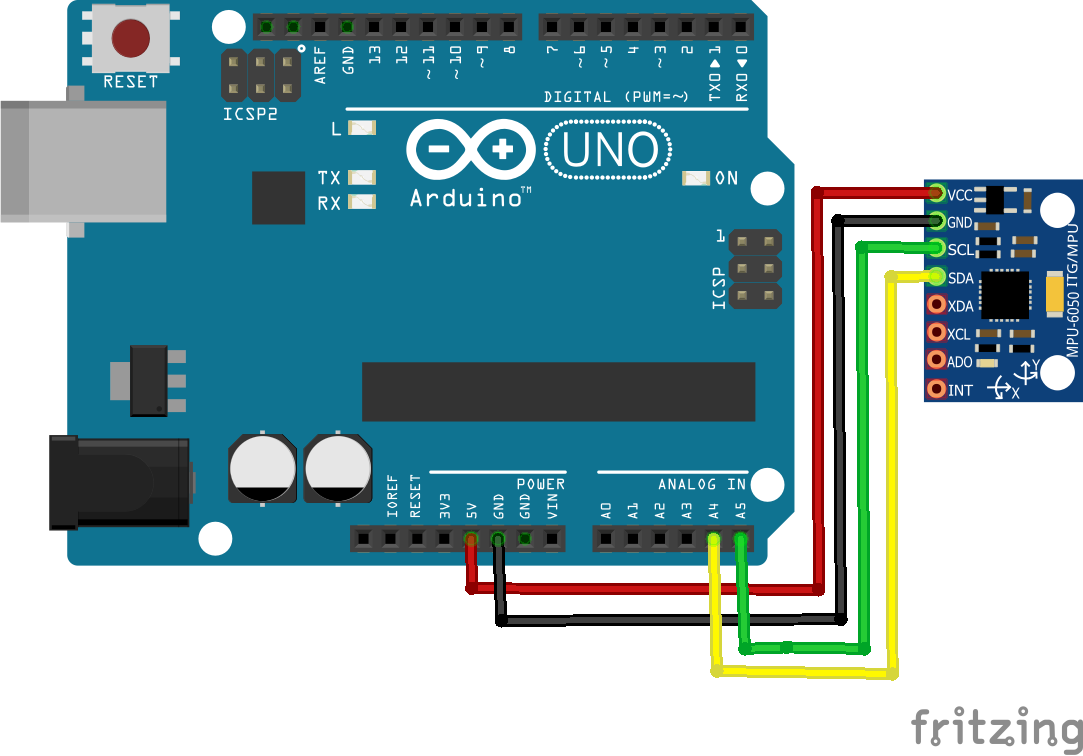 RESET
ICSP2
AREF
GND
13
12
~11
~10
~9
8
7
~6
~5
4
~3
2
TX0▶1
RX0◀0
DIGITAL (PWM=~)
L
TX
RX
Arduino™
UNO
ON
1
ICSP
VCC
GND
SCL
SDA
XDA
XCL
ADO
INT
MPU-6050 ITG/MPU
Y
X
POWER
ANALOG IN
IOREF
RESET
3V3
5V
GND
GND
VIN
A0
A1
A2
A3
A4
A5
fritzing